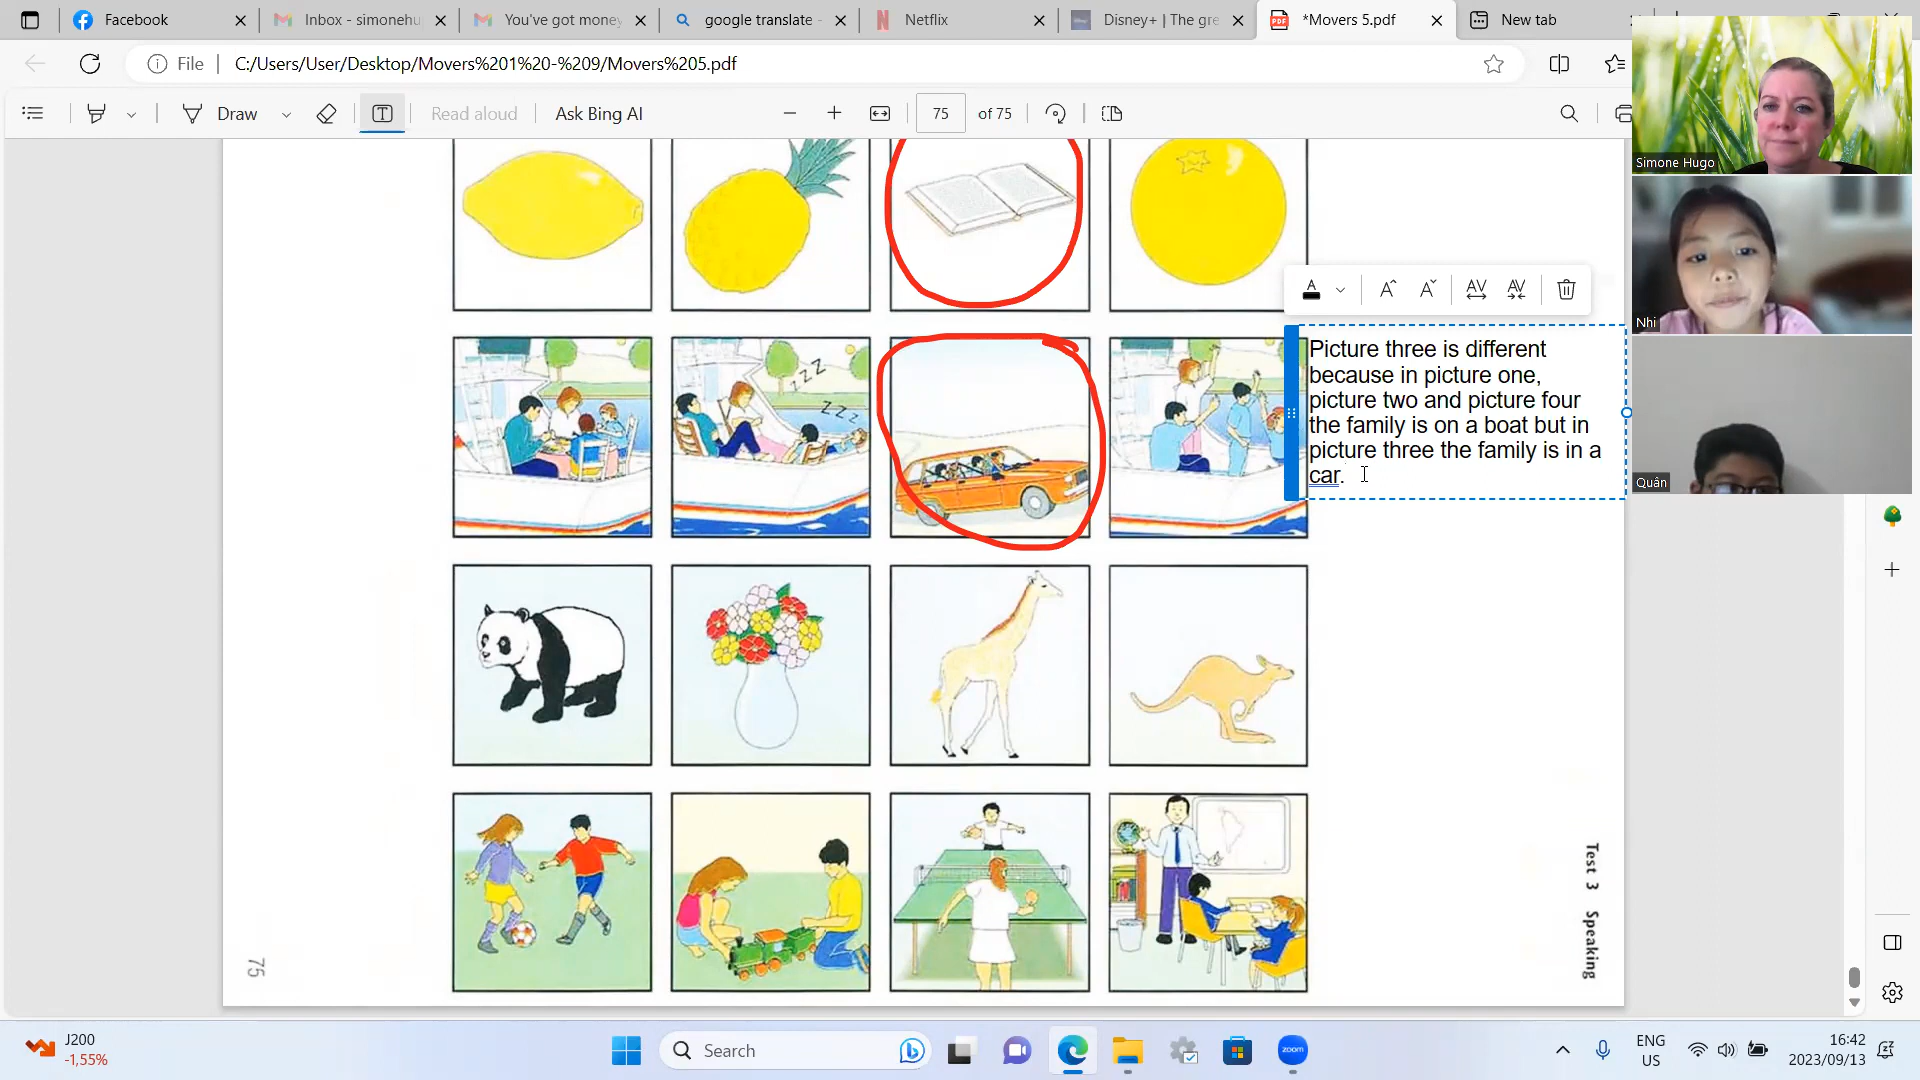 Facebook
Inbox - simonehu
You've got money
google translate -
Netflix
Disney+ | The gre
*Movers 5.pdf
New tab
File
C:/Users/User/Desktop/Movers%201%20-%209/Movers%205.pdf
Draw
Read aloud
Ask Bing AI
75
of 75
Simone Hugo
Nhi
Quân
Picture three is different
because in picture one,
picture two and picture four
the family is on a boat but in
picture three the family is in a
car.
z z z
z z z
75
Test 3 Speaking
J200
-1,55%
Search
zoom
ENG
US
16:42
2023/09/13